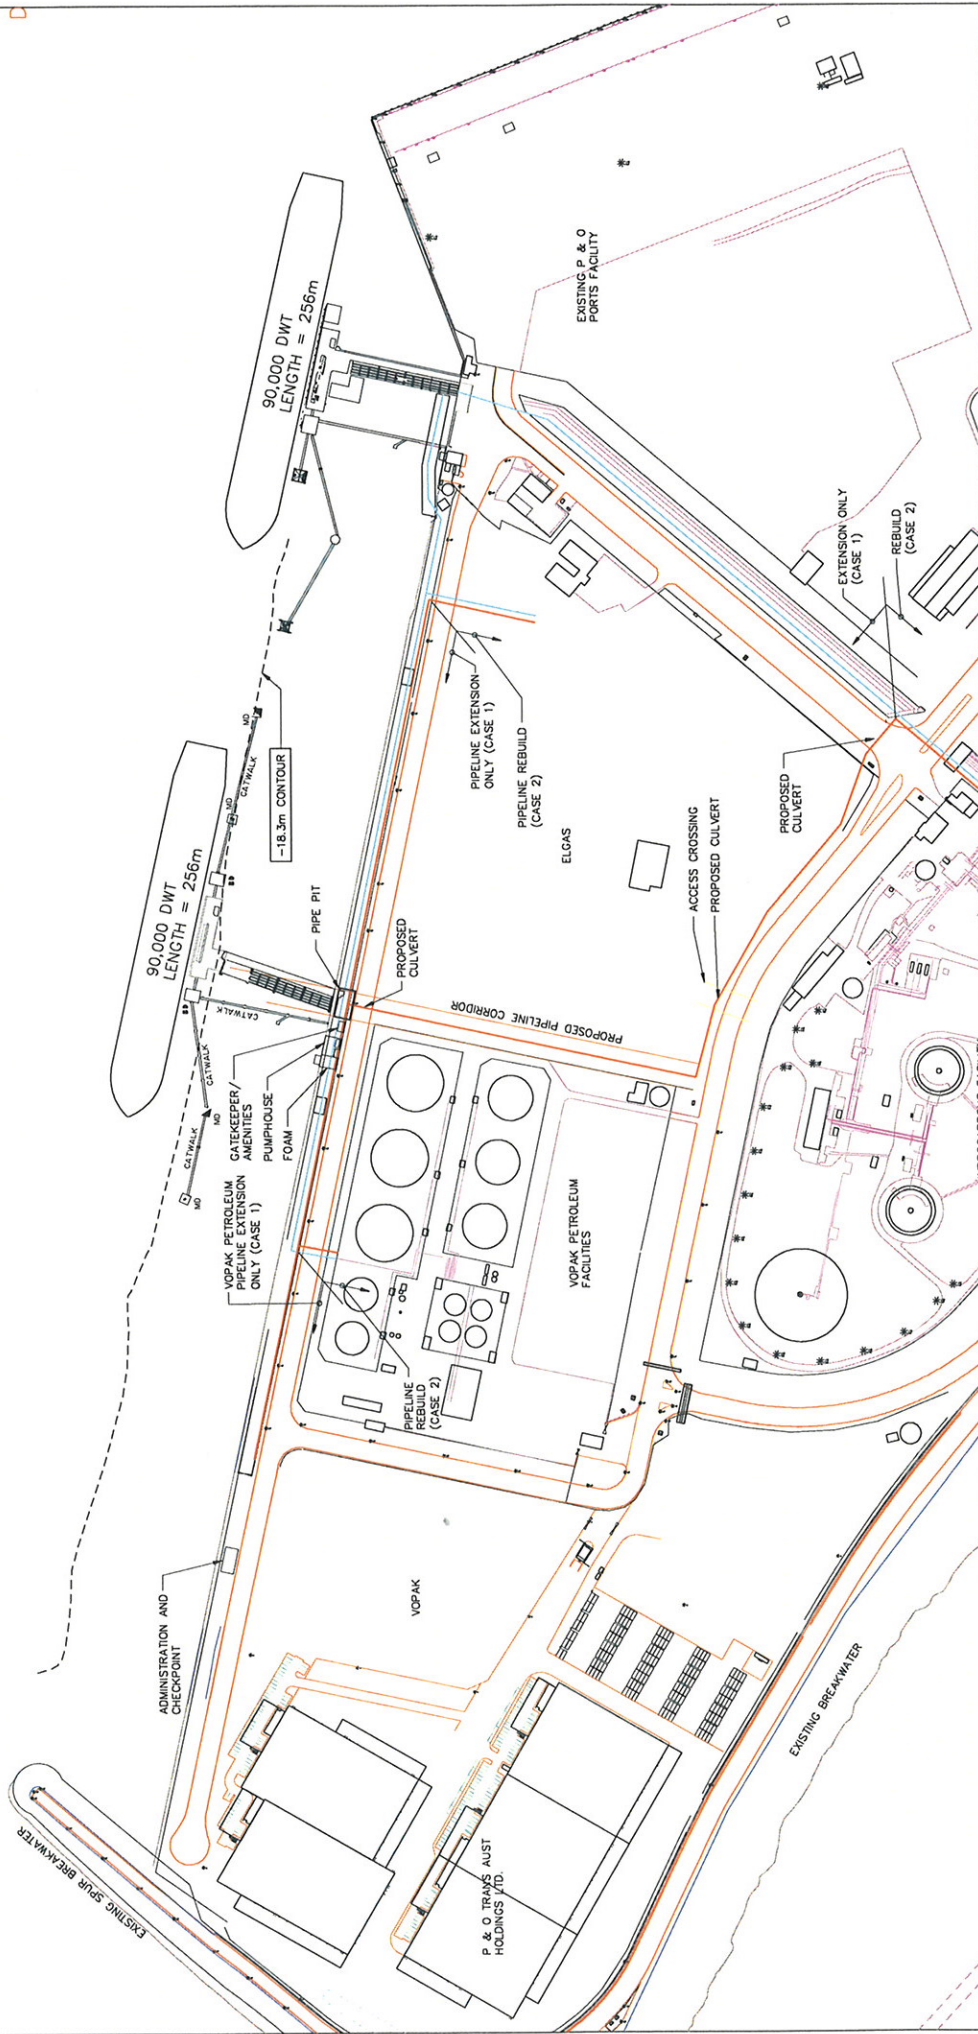 90,000 DWT
LENGTH = 256m
EXISTING P & O
PORTS FACILITY
EXTENSION ONLY
(CASE 1)
REBUILD
(CASE 2)
MD
CATWALK
MD
-18.3m CONTOUR
90,000 DWT
LENGTH = 256m
PIPELINE EXTENSION
ONLY (CASE 1)
PIPELINE REBUILD
(CASE 2)
ELGAS
PROPOSED
CULVERT
ACCESS CROSSING
PROPOSED CULVERT
PIPE PIT
PROPOSED
CULVERT
PROPOSED PIPELINE CORRIDOR
CATWALK
CATWALK
MD
CATWALK
MD
GATEKEEPER/
AMENITIES
PUMPHOUSE
FOAM
VOPAK PETROLEUM
PIPELINE EXTENSION
ONLY (CASE 1)
PIPELINE
REBUILD
(CASE 2)
VOPAK PETROLEUM
FACILITIES
ADMINISTRATION AND
CHECKPOINT
VOPAK
EXISTING BREAKWATER
EXISTING SPUR BREAKWATER
P & O TRANS AUST
HOLDINGS LTD.